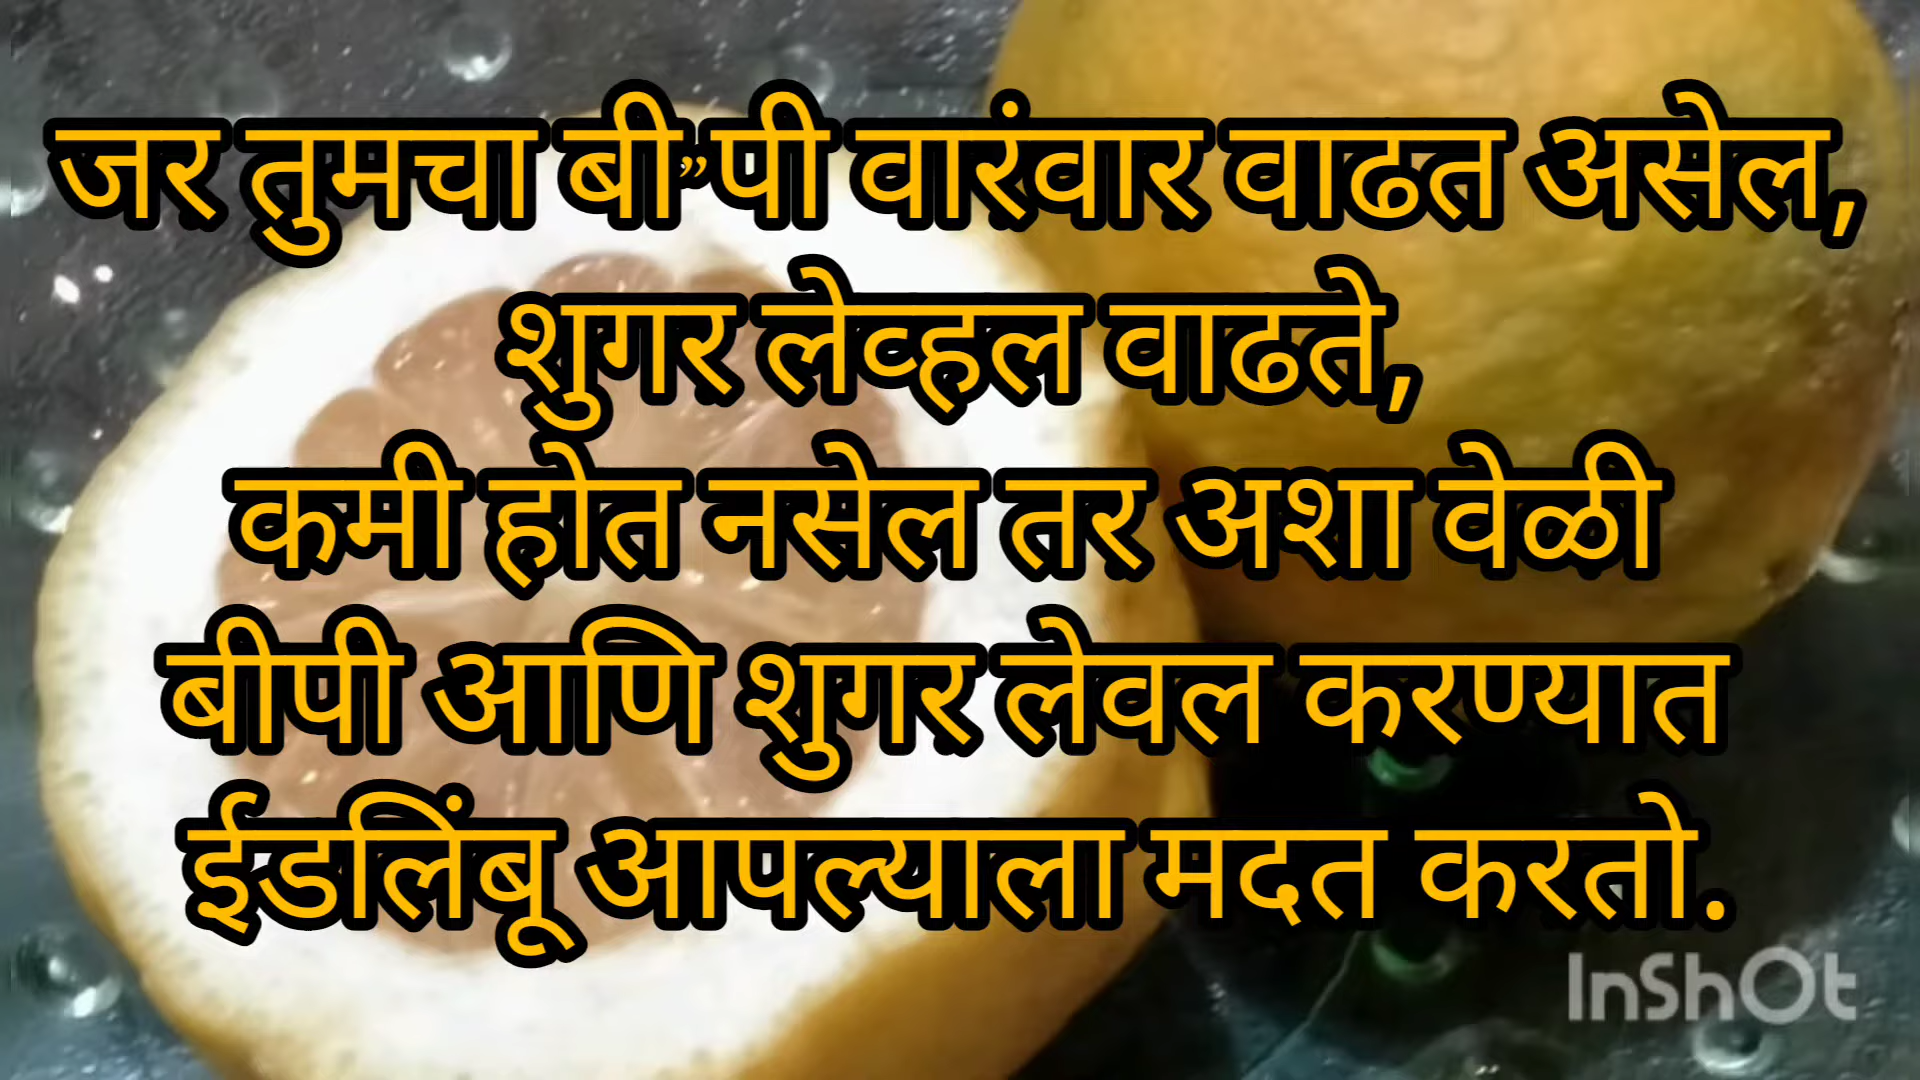 जर तुमचा बी”पी वारंवार वाढत असेल,
शुगर लेव्हल वाढते,
कमी होत नसेल तर अशा वेळी
बीपी आणि शुगर लेवल करण्यात
ईडलिंबू आपल्याला मदत करतो.
InShOt